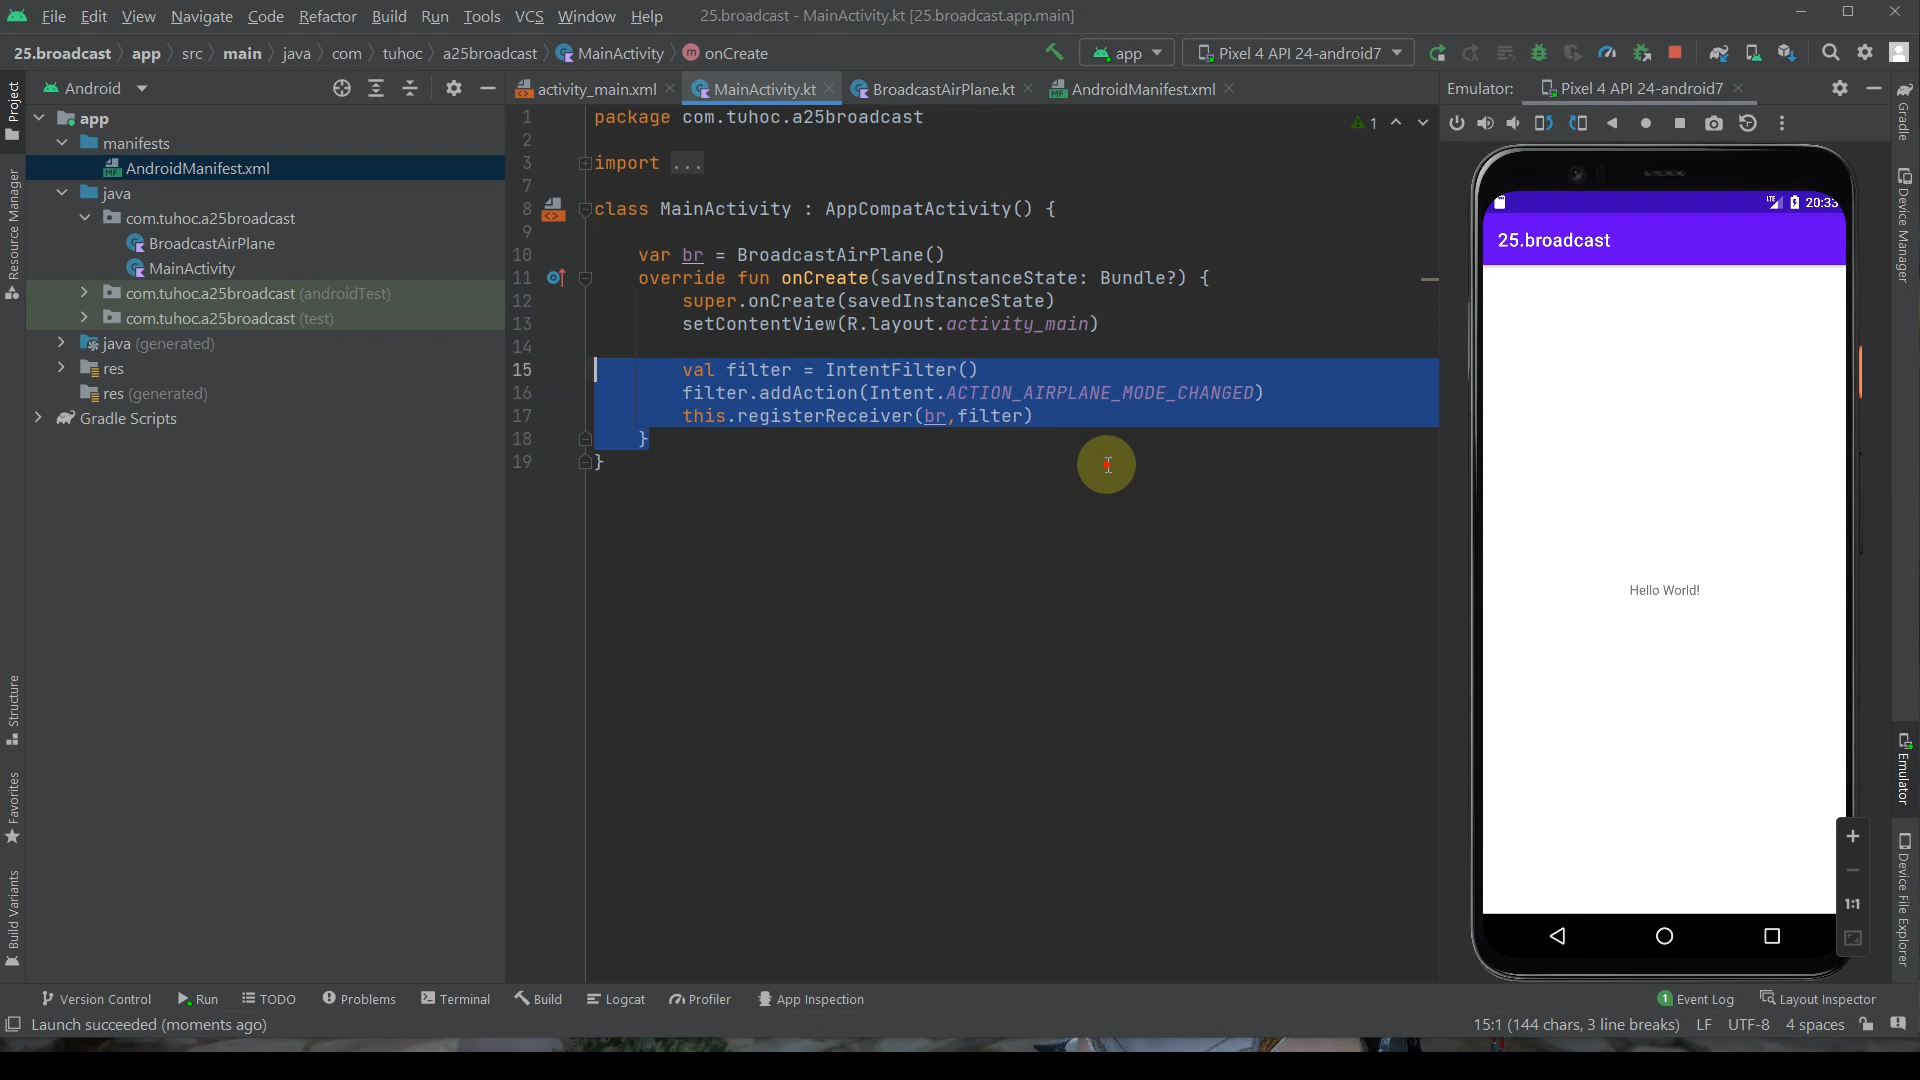 File Edit View Navigate Code Refactor Build Run Tools VCS Window Help 25.broadcast - MainActivity.kt [25.broadcast.app.main]
25.broadcast app src main java com tuhoc a25broadcast MainActivity onCreate app Pixel 4 API 24-android7
Project Android activity_main.xml MainActivity.kt BroadcastAirPlane.kt AndroidManifest.xml Emulator: Pixel 4 API 24-android7 Gradle
app
manifests
AndroidManifest.xml
java
com.tuhoc.a25broadcast
BroadcastAirPlane
MainActivity
com.tuhoc.a25broadcast (androidTest)
com.tuhoc.a25broadcast (test)
java (generated)
res
res (generated)
Gradle Scripts
Resource Manager
Structure
Favorites
Build Variants
1 package com.tuhoc.a25broadcast
2
3 import ...
7
8 class MainActivity : AppCompatActivity() {
9
10 var br = BroadcastAirPlane()
11 override fun onCreate(savedInstanceState: Bundle?) {
12 super.onCreate(savedInstanceState)
13 setContentView(R.layout.activity_main)
14
15 val filter = IntentFilter()
16 filter.addAction(Intent.ACTION_AIRPLANE_MODE_CHANGED)
17 this.registerReceiver(br,filter)
18 }
19 }
1
LTE 20:33
25.broadcast
Hello World!
1:1
Device Manager
Emulator
Device File Explorer
Version Control Run TODO Problems Terminal Build Logcat Profiler App Inspection 1 Event Log Layout Inspector
Launch succeeded (moments ago) 15:1 (144 chars, 3 line breaks) LF UTF-8 4 spaces